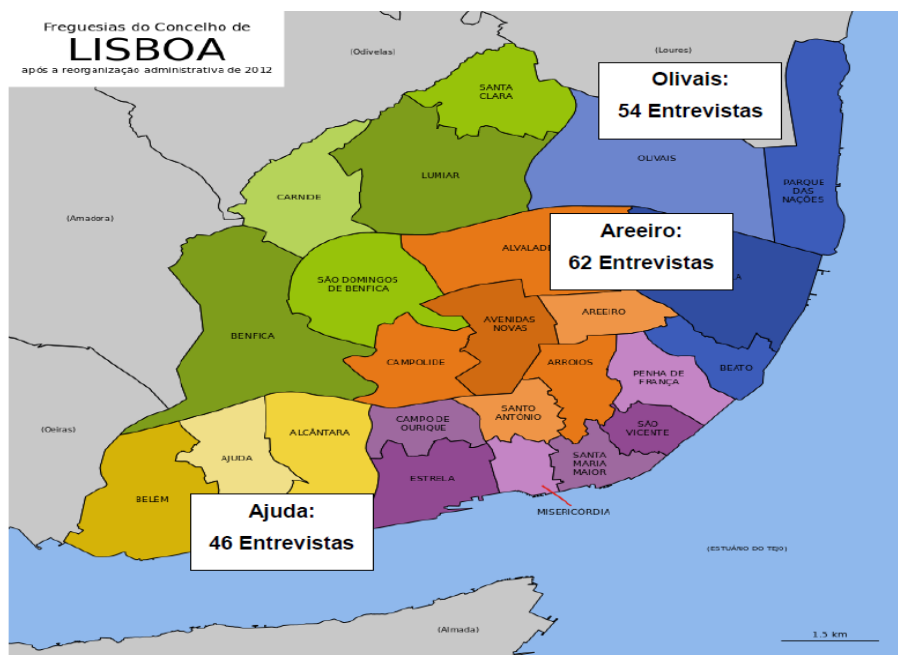 Freguesias do Concelho de
LISBOA
após a reorganização administrativa de 2012
(Odivelas)
(Loures)
SANTA
CLARA
Olivais:
54 Entrevistas
OLIVAIS
LUMIAR
CARNIDE
PARQUE
DAS
NAÇÕES
(Amadora)
ALVALADE
Areeiro:
62 Entrevistas
SÃO DOMINGOS
DE BENFICA
AREEIRO
AVENIDAS
NOVAS
BENFICA
CAMPOLIDE
ARROIOS
PENHA DE
FRANÇA
BEATO
(Oeiras)
ALCÂNTARA
CAMPO DE
OURIQUE
SANTO
ANTÓNIO
SÃO
VICENTE
AJUDA
SANTA
MARIA
MAIOR
ESTRELA
BELÉM
MISERICÓRDIA
Ajuda:
46 Entrevistas
(ESTUÁRIO DO TEJO)
(Almada)
1.5 km